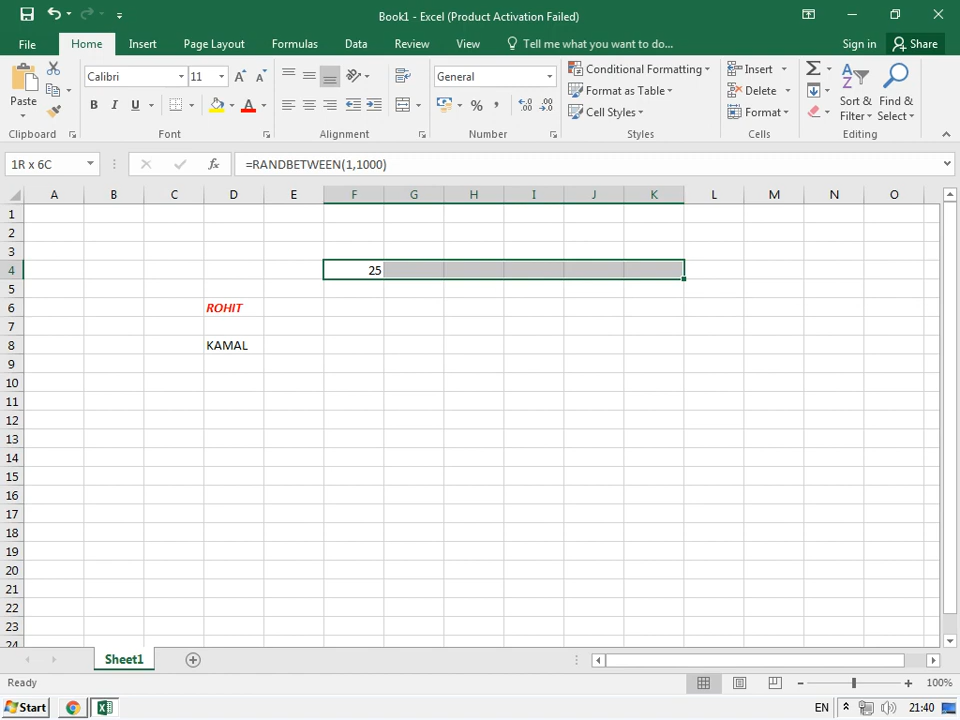 Book1 - Excel (Product Activation Failed)
File Home Insert Page Layout Formulas Data Review View Tell me what you want to do... Sign in Share
Paste Calibri 11 General Conditional Formatting Insert
B I U % Format as Table Delete Sort & Find &
Cell Styles Format Filter Select
Clipboard Font Alignment Number Styles Cells Editing
1R x 6C fx =RANDBETWEEN(1,1000)
A B C D E F G H I J K L M N O
1
2
3
4 25
5
6 ROHIT
7
8 KAMAL
9
10
11
12
13
14
15
16
17
18
19
20
21
22
23
24
Sheet1
Ready 100%
Start EN 21:40